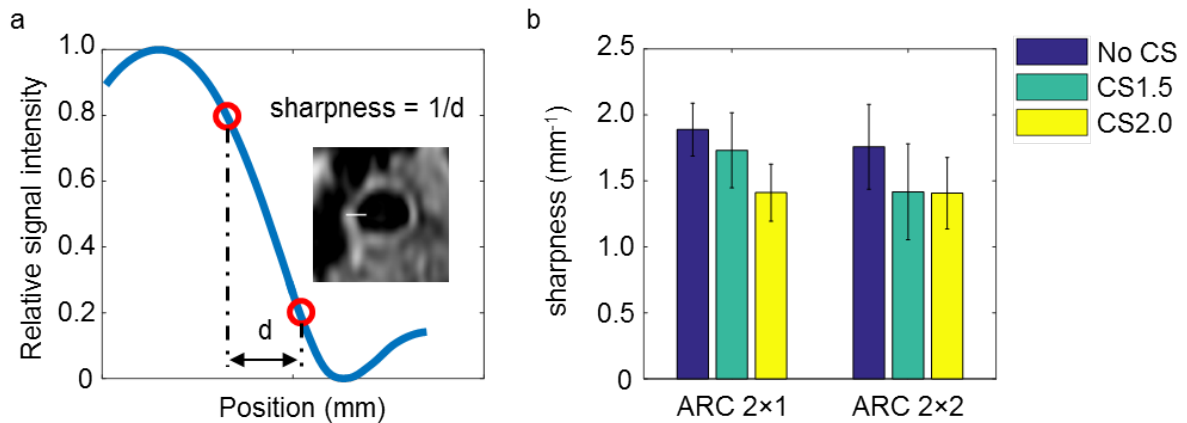 a
1.0
0.8
0.6
0.4
0.2
0
Relative signal intensity
sharpness = 1/d
d
Position (mm)
b
2.5
2.0
1.5
1.0
0.5
0
sharpness (mm⁻¹)
ARC 2×1
ARC 2×2
No CS
CS1.5
CS2.0